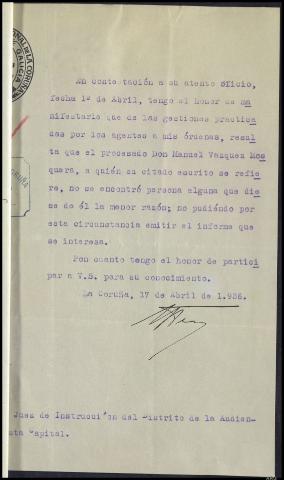 En contestación a su atento oficio,
fecha 1º de Abril, tengo el honor de ma
nifestarle que de las gestiones practica
das por los agentes a mis órdenes, resul
ta que el procesado Don Manuel Vazquez Mos
quera, a quién su citado escrito se refie
re, no se encontró persona alguna que die
se de él la menor razón; no pudiéndo por
esta circunstancia emitir el informe que
se interesa.
Pon cuanto tengo el honor de partici
par a V.S. para su conocimiento.
La Coruña, 17 de Abril de 1.936.
Juez de Instrucción del Distrito de la Audien-
sta Capital.